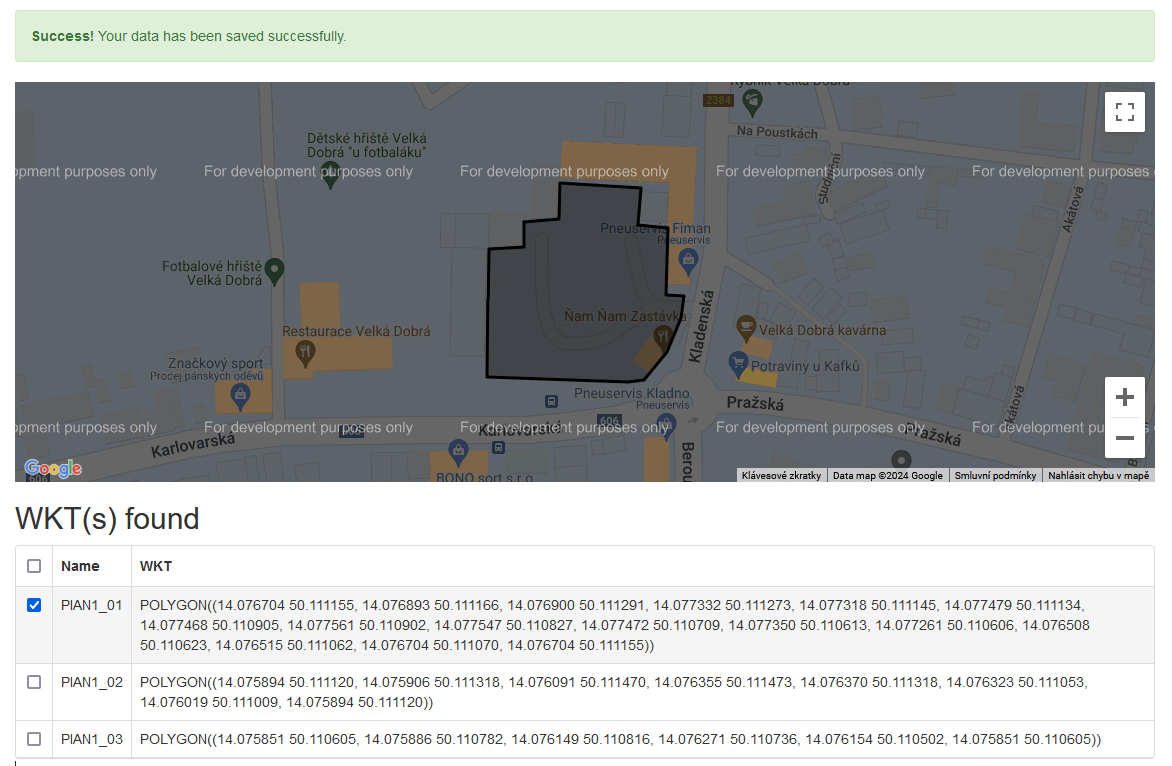 Success! Your data has been saved successfully.
Rybník Velká Dobrá
2384
Na Poustkách
Dětské hřiště Velká
Dobrá "u fotbaláku"
Studniční
opment purposes only For development purposes only For development purposes only For development purposes only For development purposes
Akátová
Pneuservis Fiman
Pneuservis
Fotbalové hřiště
Velká Dobrá
Ňam Ňam Zastávka
Kladenská
Restaurace Velká Dobrá
Velká Dobrá kavárna
Značkový sport
Prodej pánských oděvů
Potraviny u Kafků
Pneuservis Kladno
Pneuservis
Akátová
Pražská
606
opment purposes only For development purposes only For development purposes only For development purposes only For development pu
Karlovarská
606
Karlovarská
Pražská
Berou
Google
606
BONO sport s.r.o.
Klávesové zkratky Data map ©2024 Google Smluvní podmínky Nahlásit chybu v mapě
WKT(s) found
Name WKT
PIAN1_01 POLYGON((14.076704 50.111155, 14.076893 50.111166, 14.076900 50.111291, 14.077332 50.111273, 14.077318 50.111145, 14.077479 50.111134,
14.077468 50.110905, 14.077561 50.110902, 14.077547 50.110827, 14.077472 50.110709, 14.077350 50.110613, 14.077261 50.110606, 14.076508
50.110623, 14.076515 50.111062, 14.076704 50.111070, 14.076704 50.111155))
PIAN1_02 POLYGON((14.075894 50.111120, 14.075906 50.111318, 14.076091 50.111470, 14.076355 50.111473, 14.076370 50.111318, 14.076323 50.111053,
14.076019 50.111009, 14.075894 50.111120))
PIAN1_03 POLYGON((14.075851 50.110605, 14.075886 50.110782, 14.076149 50.110816, 14.076271 50.110736, 14.076154 50.110502, 14.075851 50.110605))